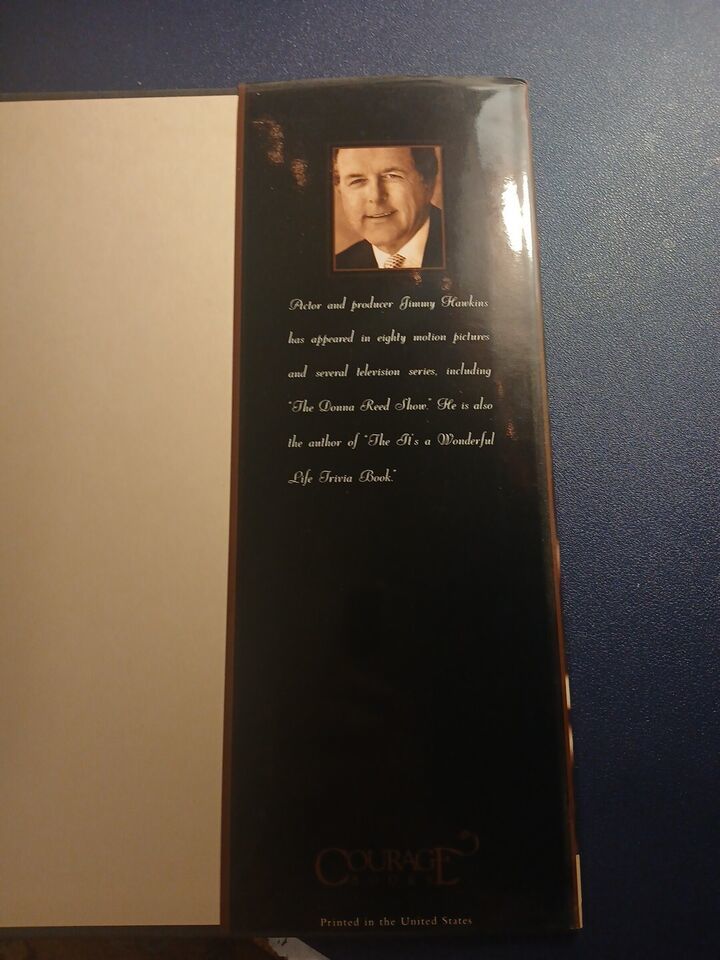 Actor and producer Jimmy Hawkins
has appeared in eighty motion pictures
and several television series, including
"The Donna Reed Show." He is also
the author of "The It's a Wonderful
Life Trivia Book."
COURAGE
BOOKS
Printed in the United States